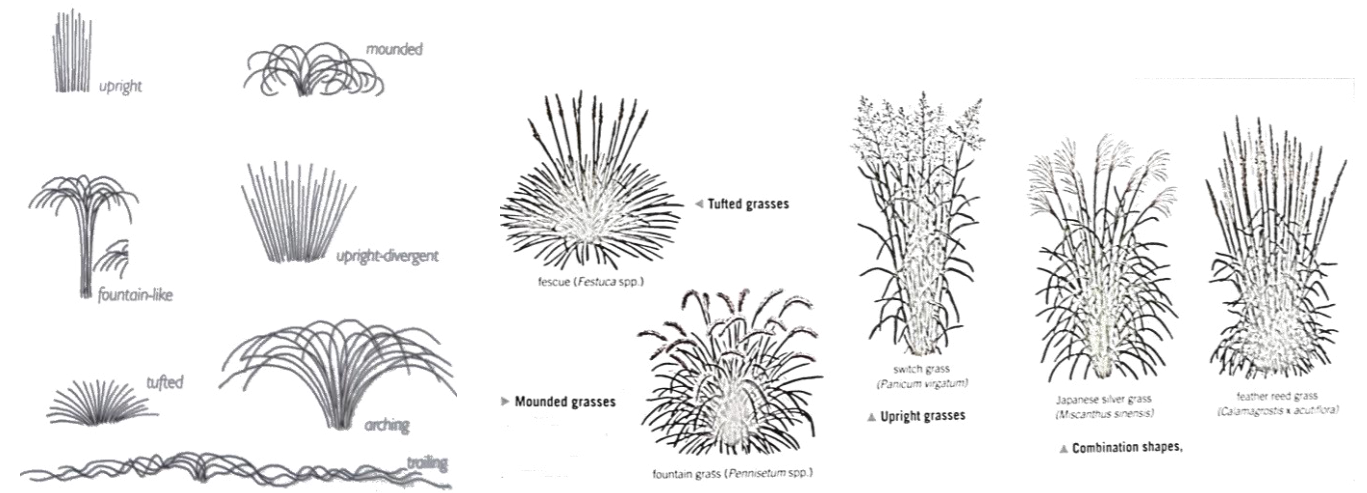 upright
mounded
fountain-like
upright-divergent
tufted
arching
trailing
◄ Tufted grasses
fescue (Festuca spp.)
► Mounded grasses
fountain grass (Pennisetum spp.)
switch grass
(Panicum virgatum)
▲ Upright grasses
Japanese silver grass
(Miscanthus sinensis)
feather reed grass
(Calamagrostis x acutiflora)
▲ Combination shapes,